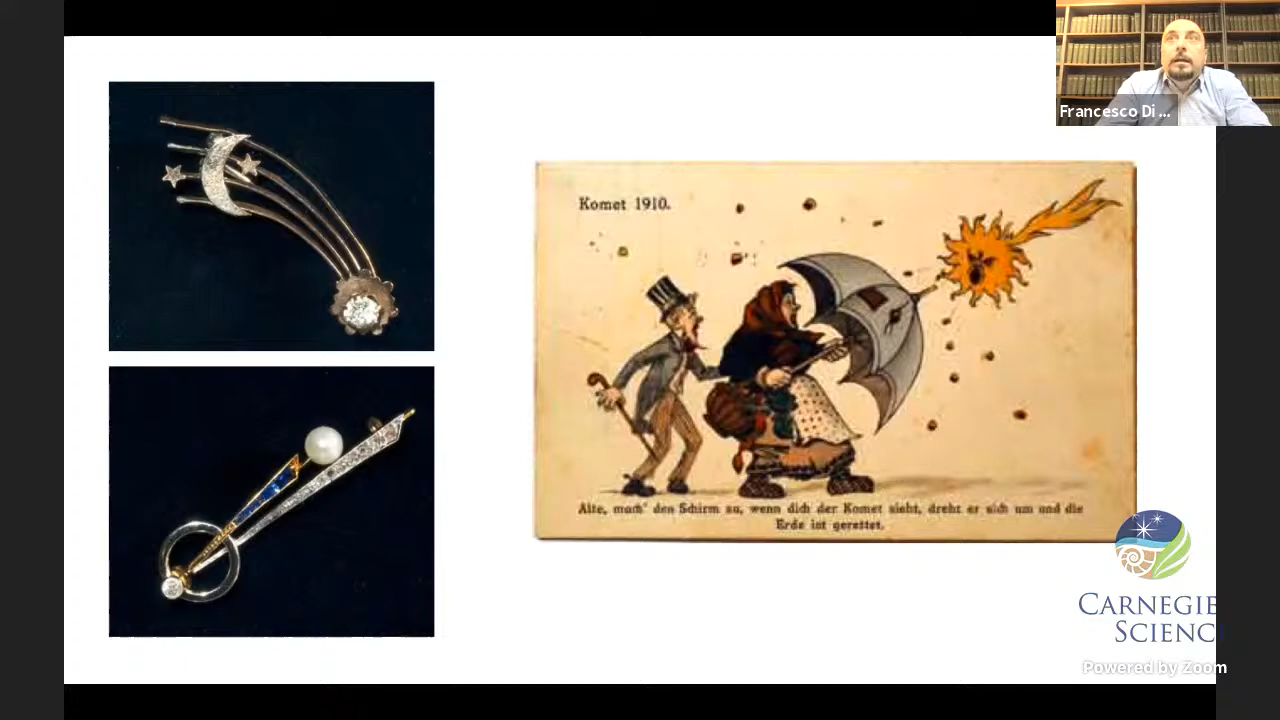 Francesco Di ...
Komet 1910.
Alte, mach' den Schirm zu, wenn dich der Komet sieht, dreht er sich um und die
Erde ist gerettet.
CARNEGIE
SCIENC
Powered by Zoom